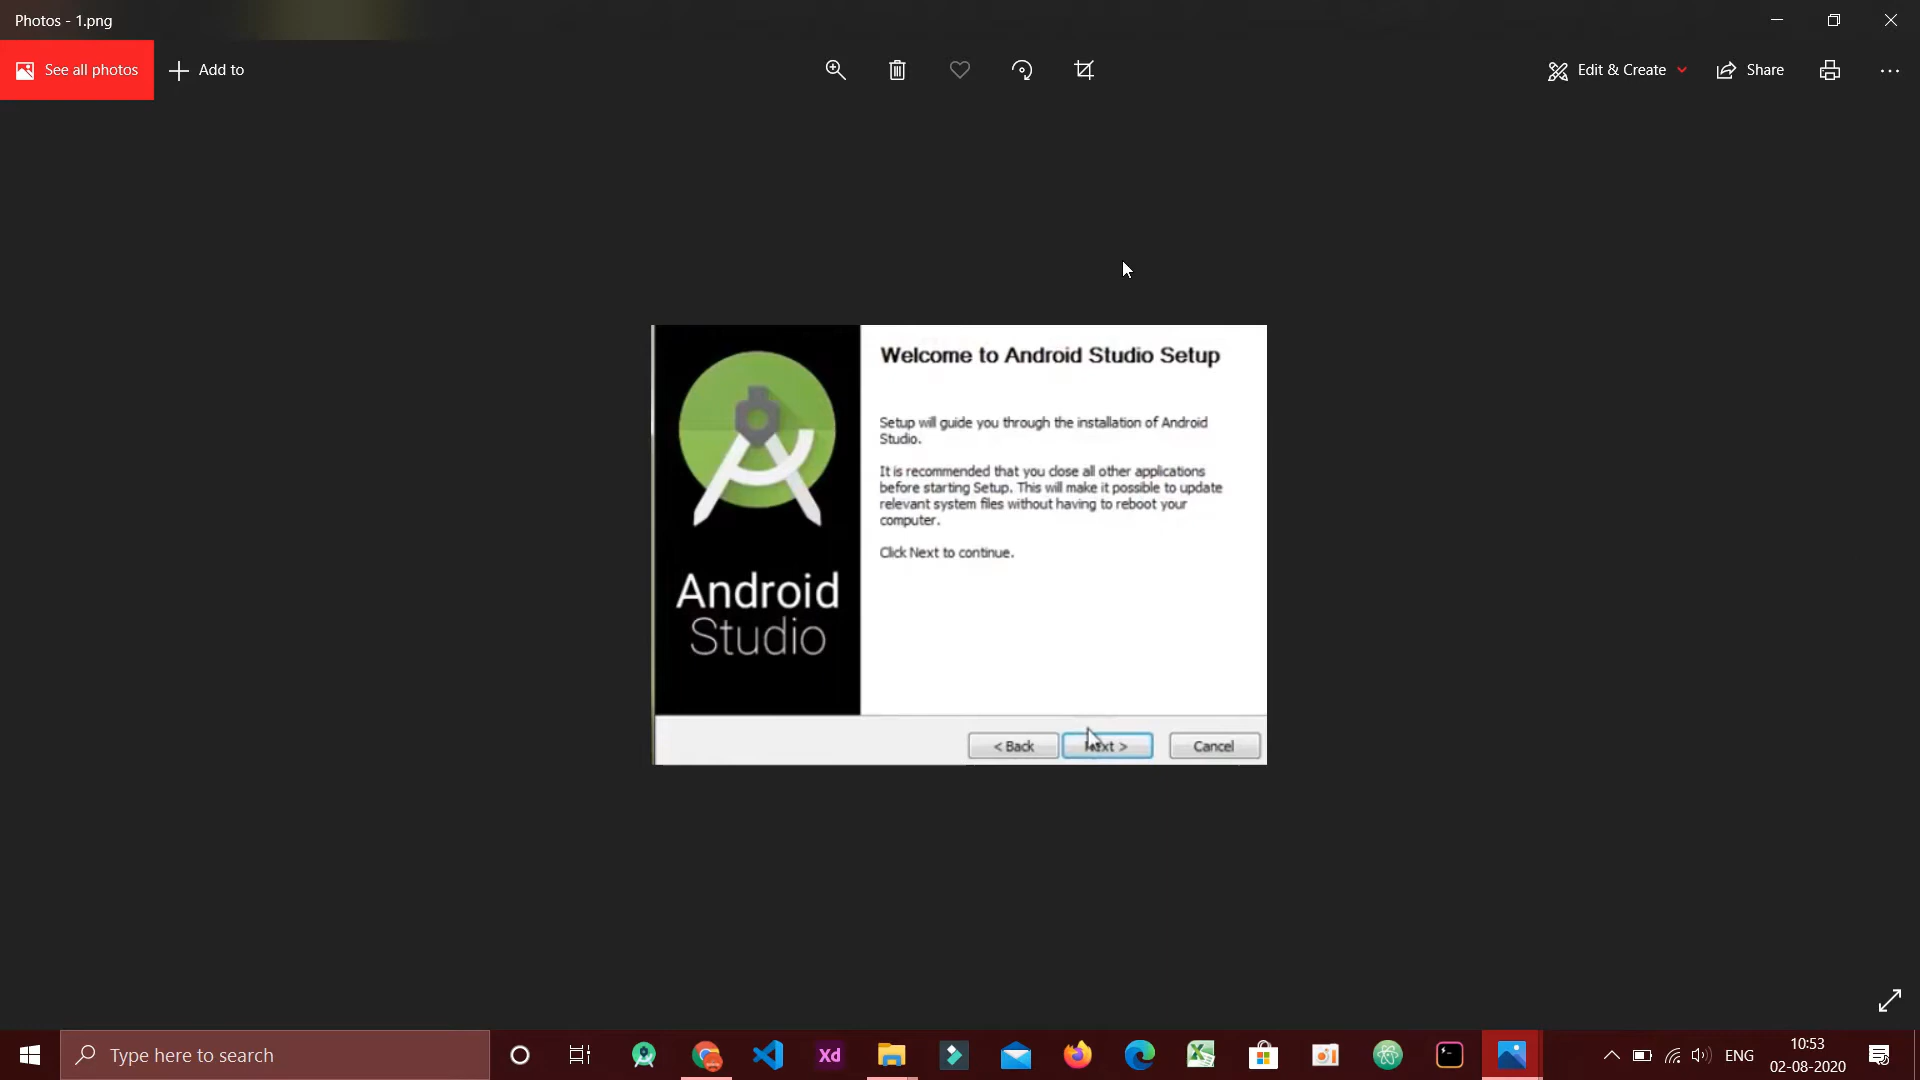 Photos - 1.png
See all photos
Add to
Edit & Create
Share
Welcome to Android Studio Setup
Setup will guide you through the installation of Android
Studio.
It is recommended that you close all other applications
before starting Setup. This will make it possible to update
relevant system files without having to reboot your
computer.
Click Next to continue.
Android
Studio
< Back
Next >
Cancel
Type here to search
Xd
ENG
10:53
02-08-2020